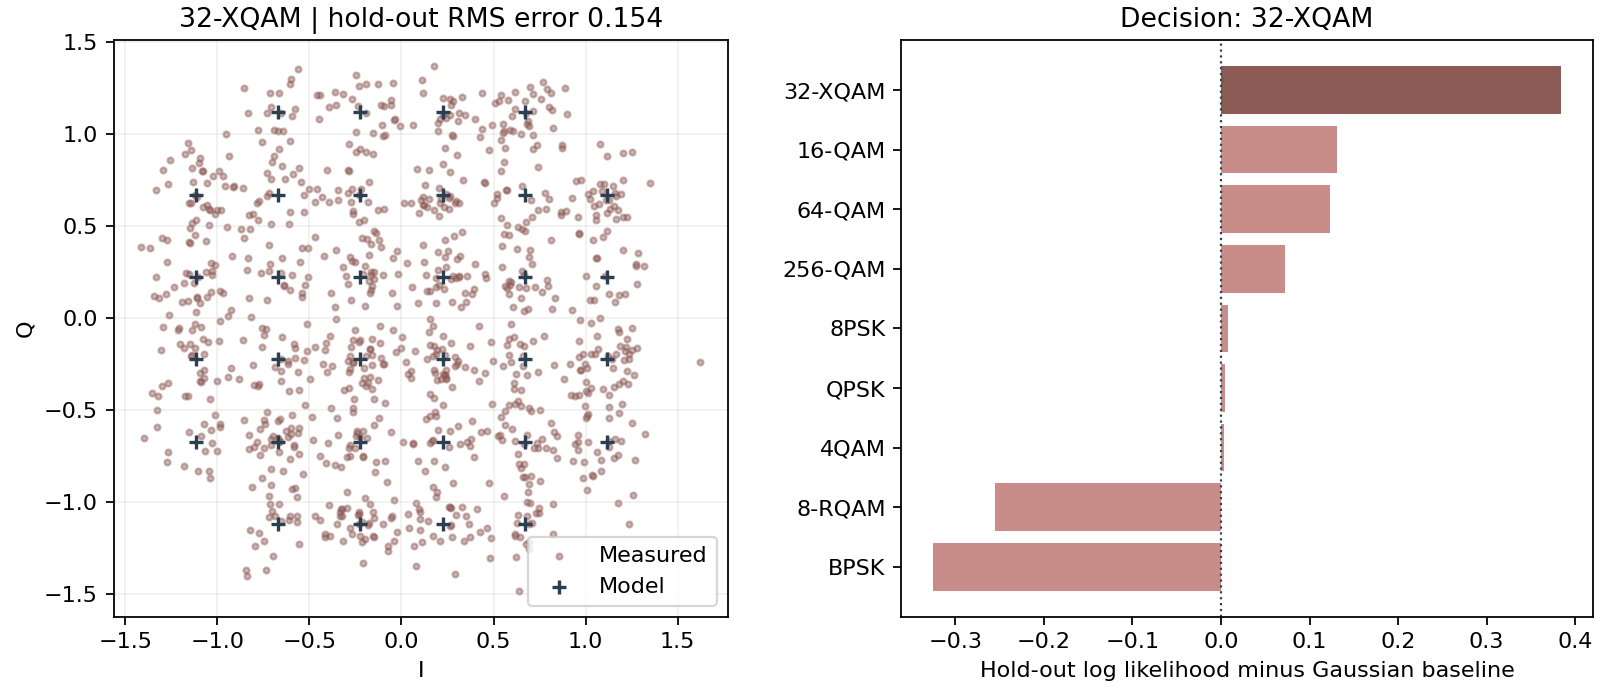 32-XQAM | hold-out RMS error 0.154
1.5
1.0
0.5
0.0
−0.5
−1.0
−1.5
Q
−1.5 −1.0 −0.5 0.0 0.5 1.0 1.5
I
Measured
Model
Decision: 32-XQAM
32-XQAM
16-QAM
64-QAM
256-QAM
8PSK
QPSK
4QAM
8-RQAM
BPSK
−0.3 −0.2 −0.1 0.0 0.1 0.2 0.3 0.4
Hold-out log likelihood minus Gaussian baseline